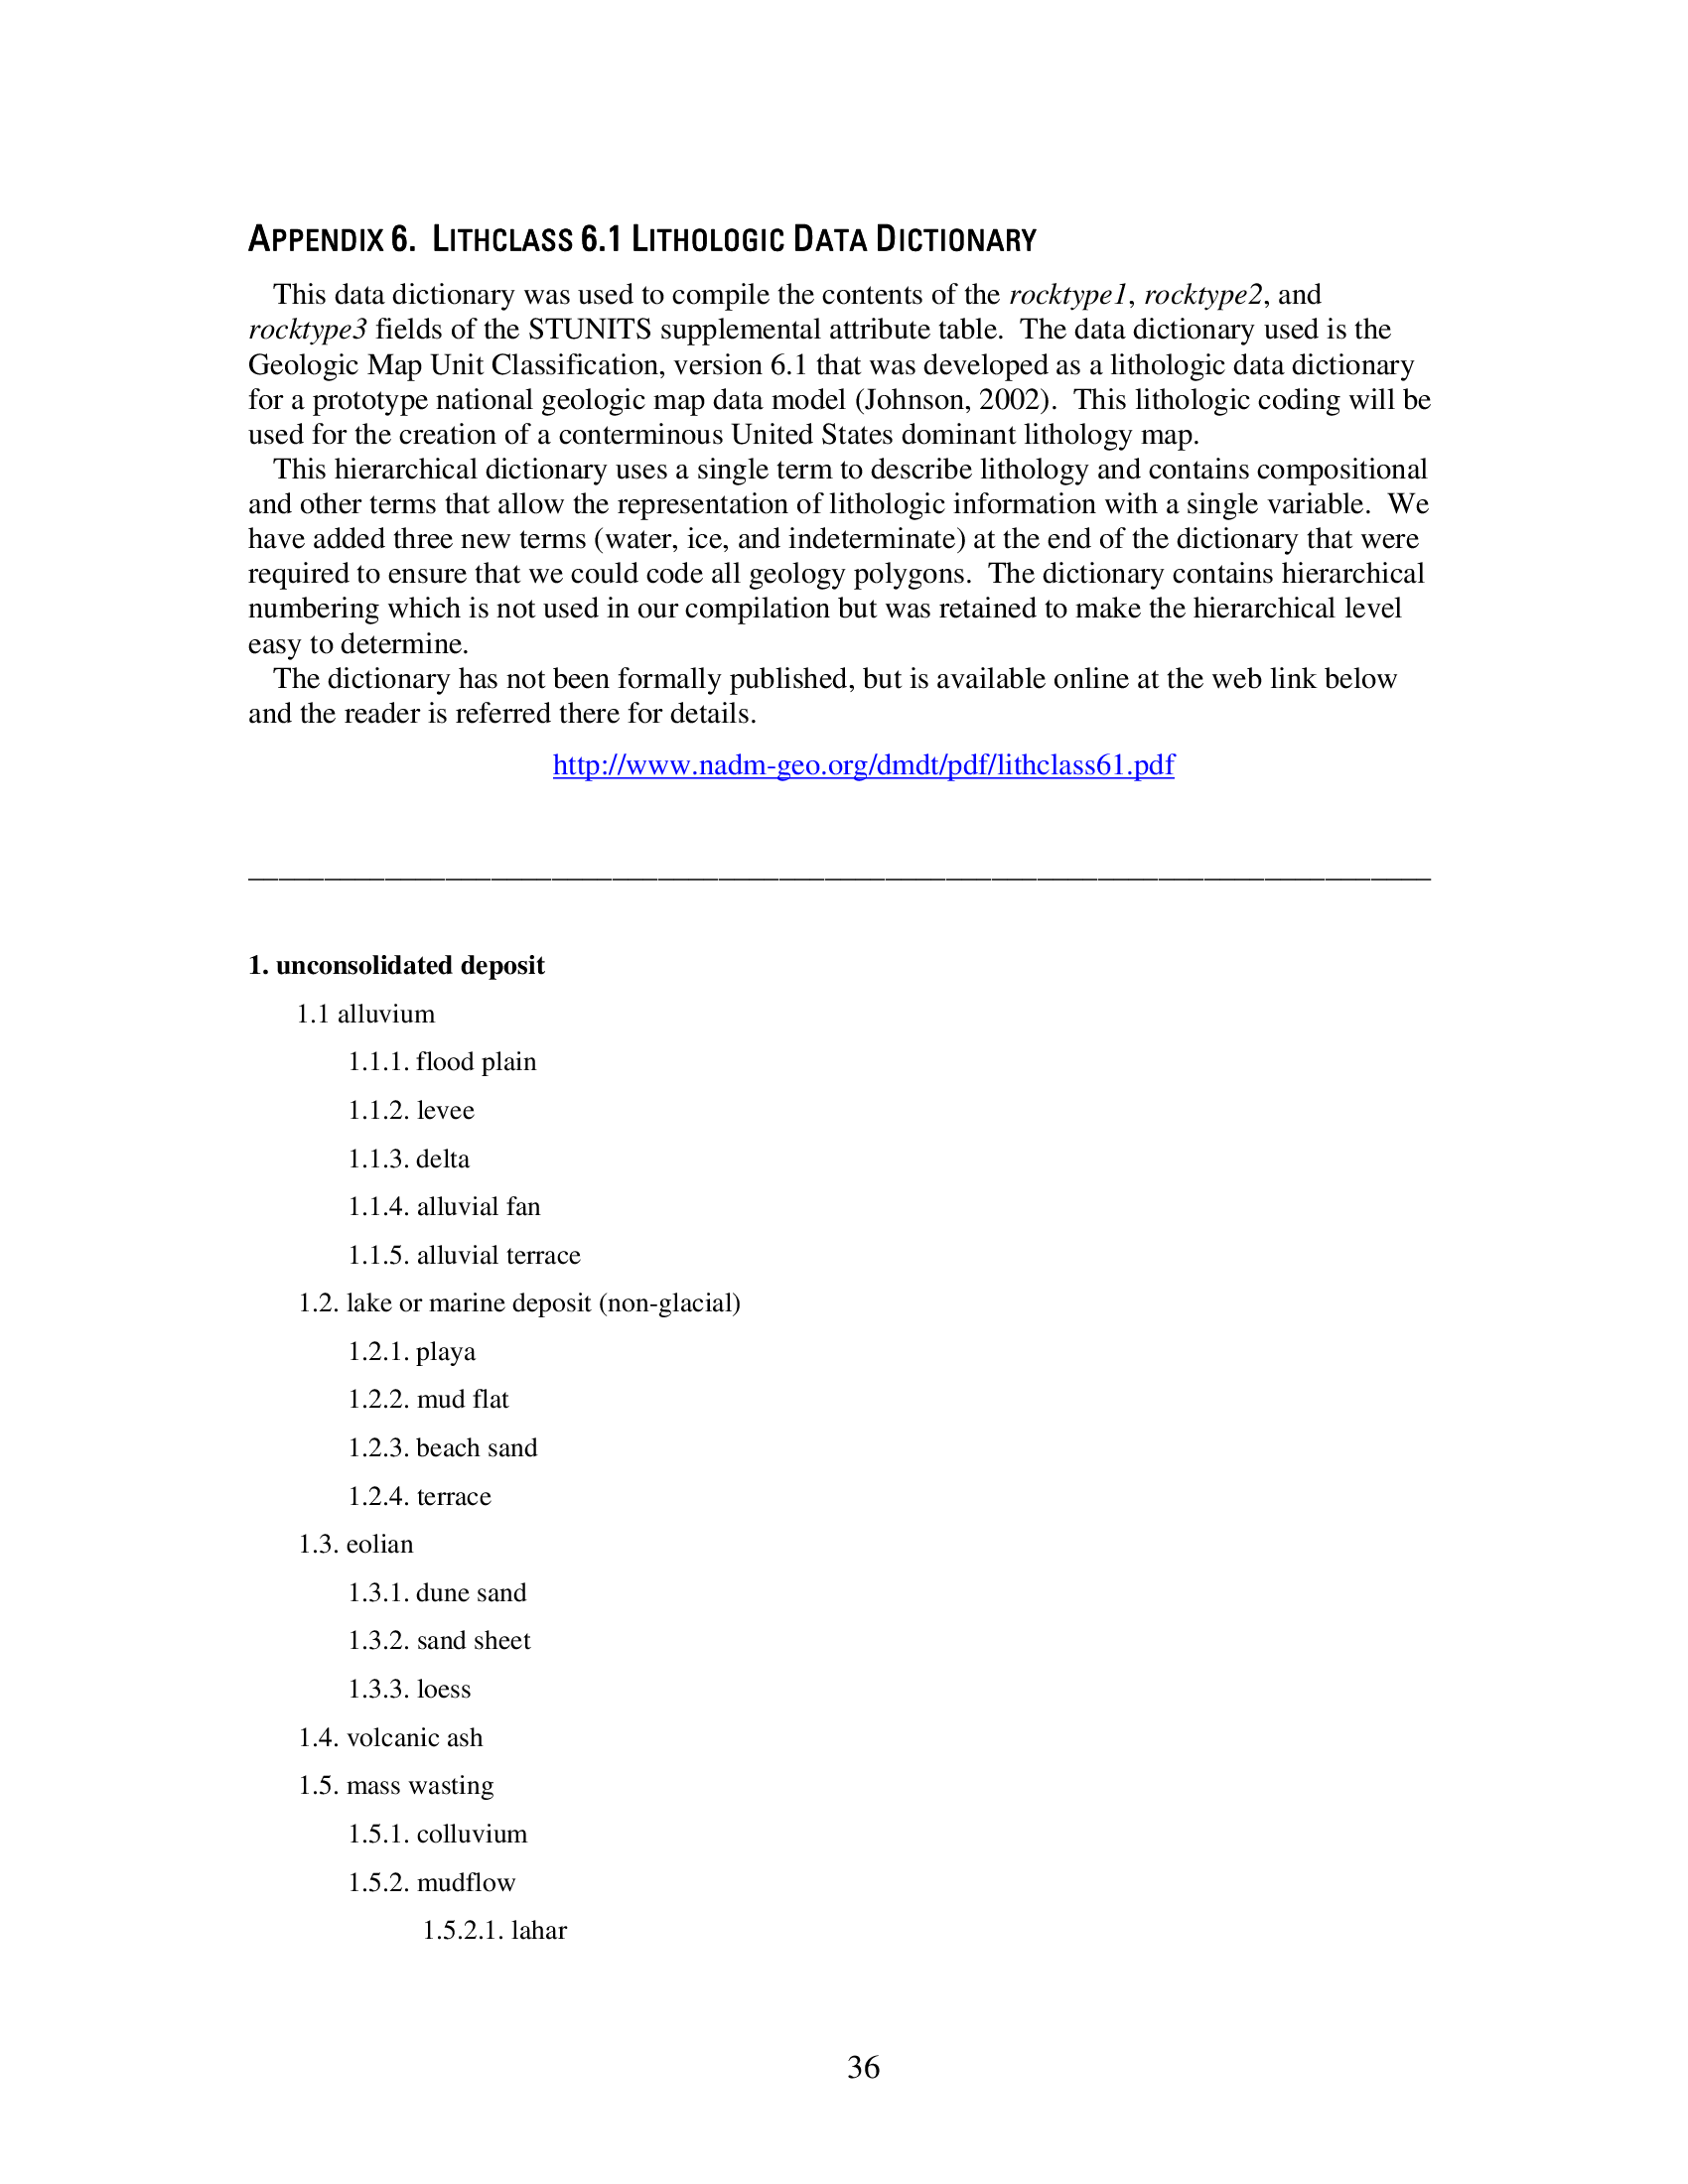 APPENDIX 6.  LITHCLASS 6.1 LITHOLOGIC DATA DICTIONARY
This data dictionary was used to compile the contents of the rocktype1, rocktype2, and
rocktype3 fields of the STUNITS supplemental attribute table.  The data dictionary used is the
Geologic Map Unit Classification, version 6.1 that was developed as a lithologic data dictionary
for a prototype national geologic map data model (Johnson, 2002).  This lithologic coding will be
used for the creation of a conterminous United States dominant lithology map.
This hierarchical dictionary uses a single term to describe lithology and contains compositional
and other terms that allow the representation of lithologic information with a single variable.  We
have added three new terms (water, ice, and indeterminate) at the end of the dictionary that were
required to ensure that we could code all geology polygons.  The dictionary contains hierarchical
numbering which is not used in our compilation but was retained to make the hierarchical level
easy to determine.
The dictionary has not been formally published, but is available online at the web link below
and the reader is referred there for details.
http://www.nadm-geo.org/dmdt/pdf/lithclass61.pdf
1. unconsolidated deposit
1.1 alluvium
1.1.1. flood plain
1.1.2. levee
1.1.3. delta
1.1.4. alluvial fan
1.1.5. alluvial terrace
1.2. lake or marine deposit (non-glacial)
1.2.1. playa
1.2.2. mud flat
1.2.3. beach sand
1.2.4. terrace
1.3. eolian
1.3.1. dune sand
1.3.2. sand sheet
1.3.3. loess
1.4. volcanic ash
1.5. mass wasting
1.5.1. colluvium
1.5.2. mudflow
1.5.2.1. lahar
36